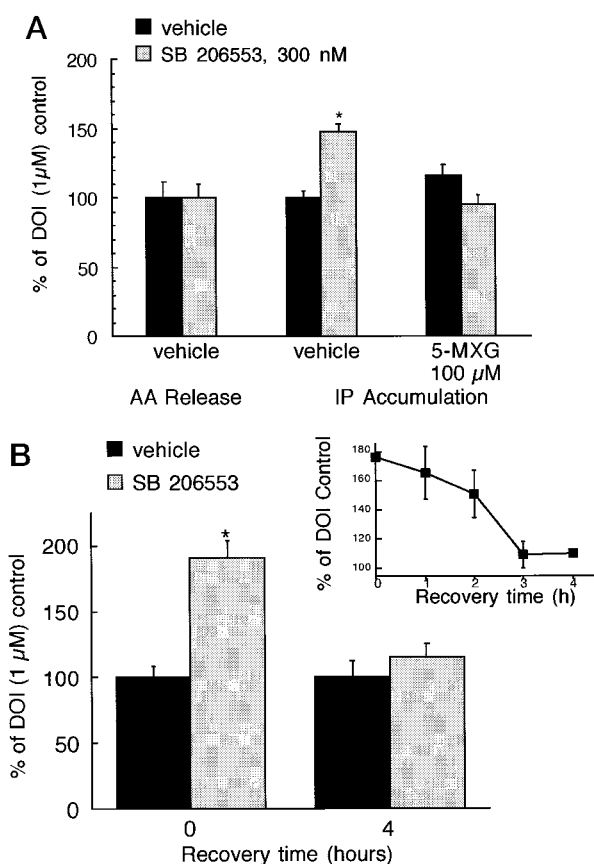 A
vehicle
SB 206553, 300 nM
% of DOI (1μM) control
200
150
100
50
0
*
vehicle
vehicle
5-MXG
100 μM
AA Release
IP Accumulation
B
vehicle
SB 206553
% of DOI (1 μM) control
200
150
100
50
0
*
0
4
Recovery time (hours)
% of DOI Control
180
160
140
120
100
0
1
2
3
4
Recovery time (h)